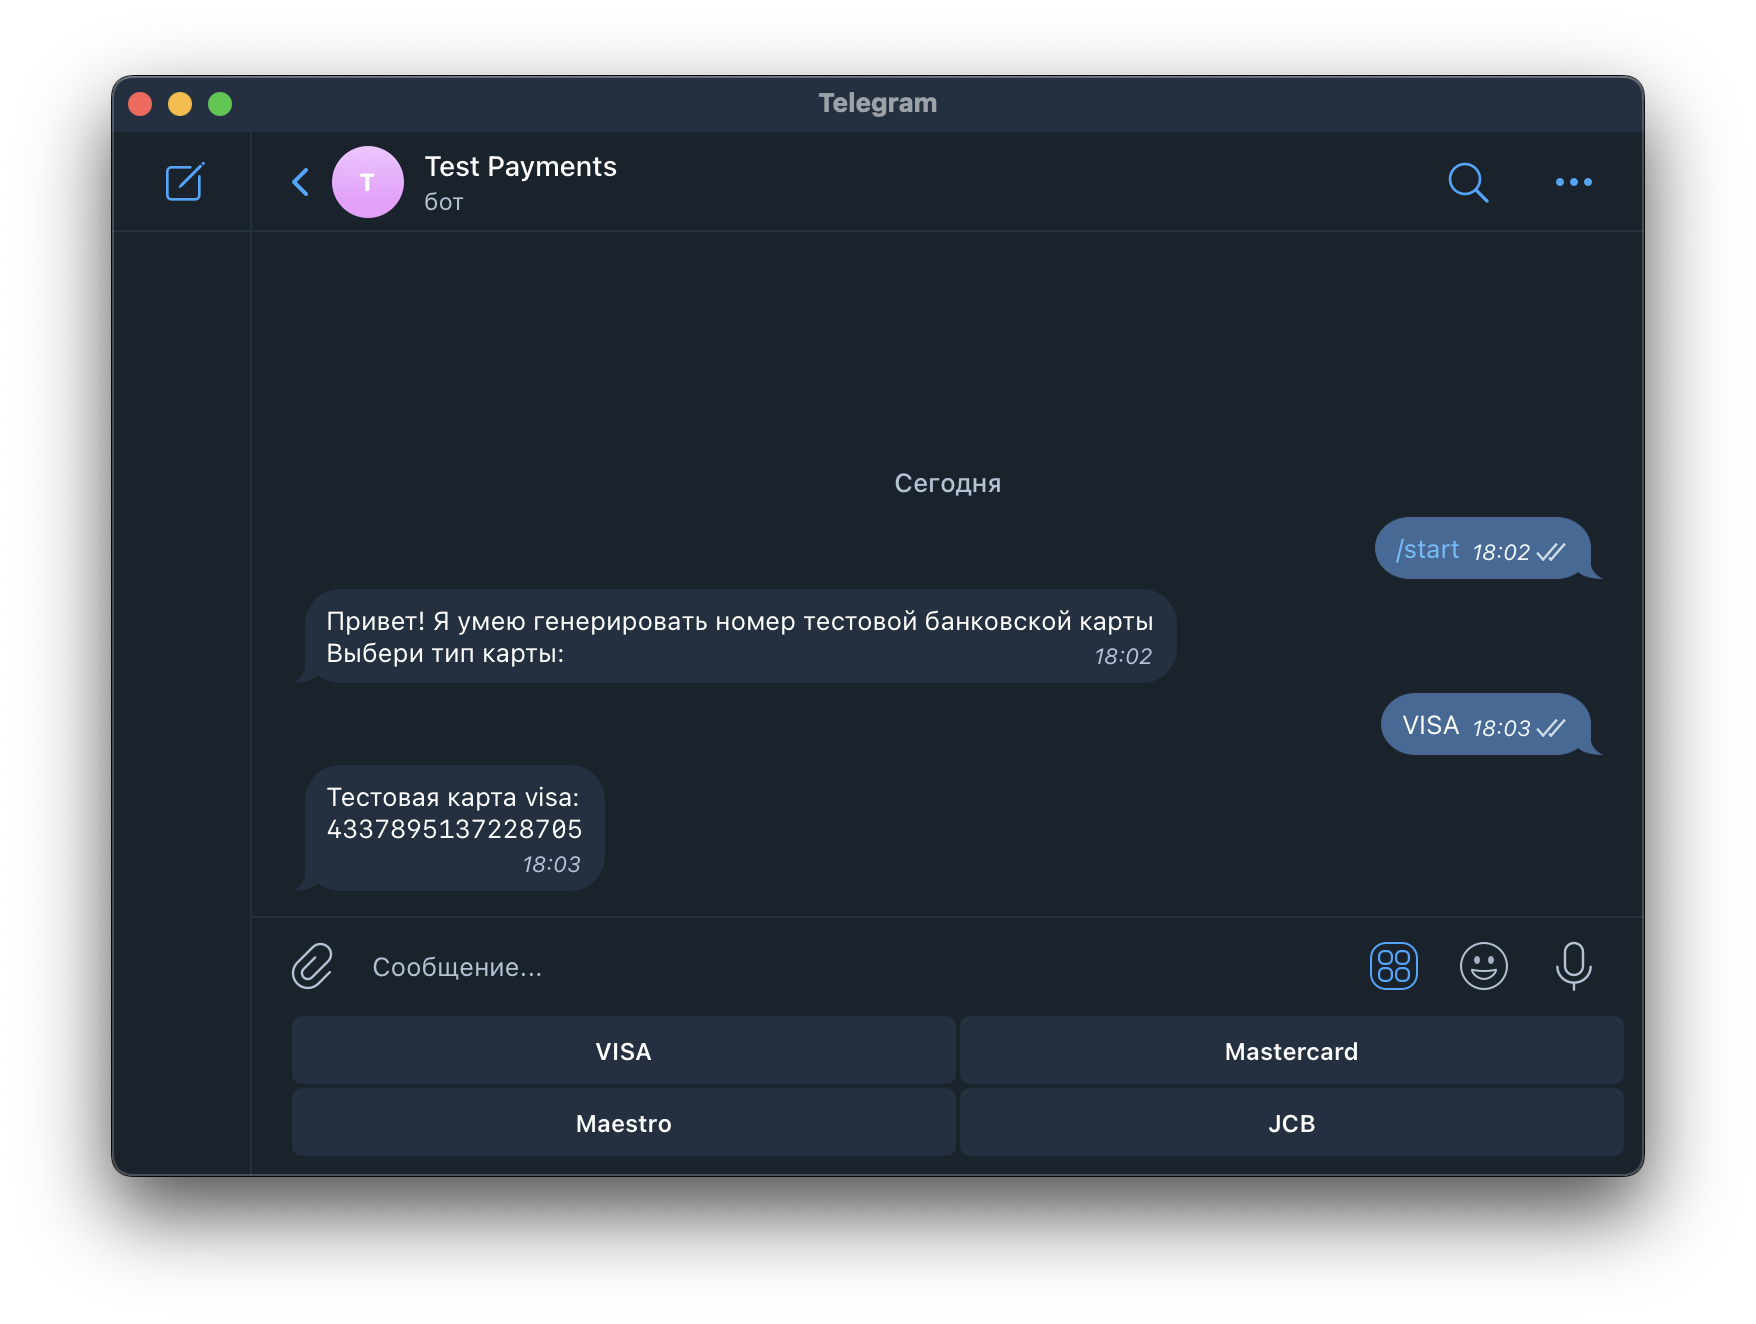 Telegram
T
Test Payments
бот
Сегодня
/start 18:02
Привет! Я умею генерировать номер тестовой банковской карты
Выбери тип карты: 18:02
VISA 18:03
Тестовая карта visa:
4337895137228705
18:03
Сообщение...
VISA Mastercard
Maestro JCB